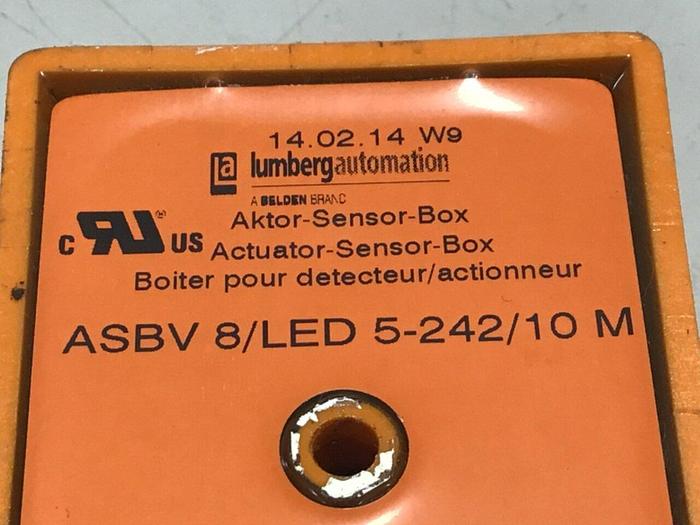 14.02.14 W9
a lumbergautomation
A BELDEN BRAND
Aktor-Sensor-Box
c RU ® US Actuator-Sensor-Box
Boiter pour detecteur/actionneur
ASBV 8/LED 5-242/10 M